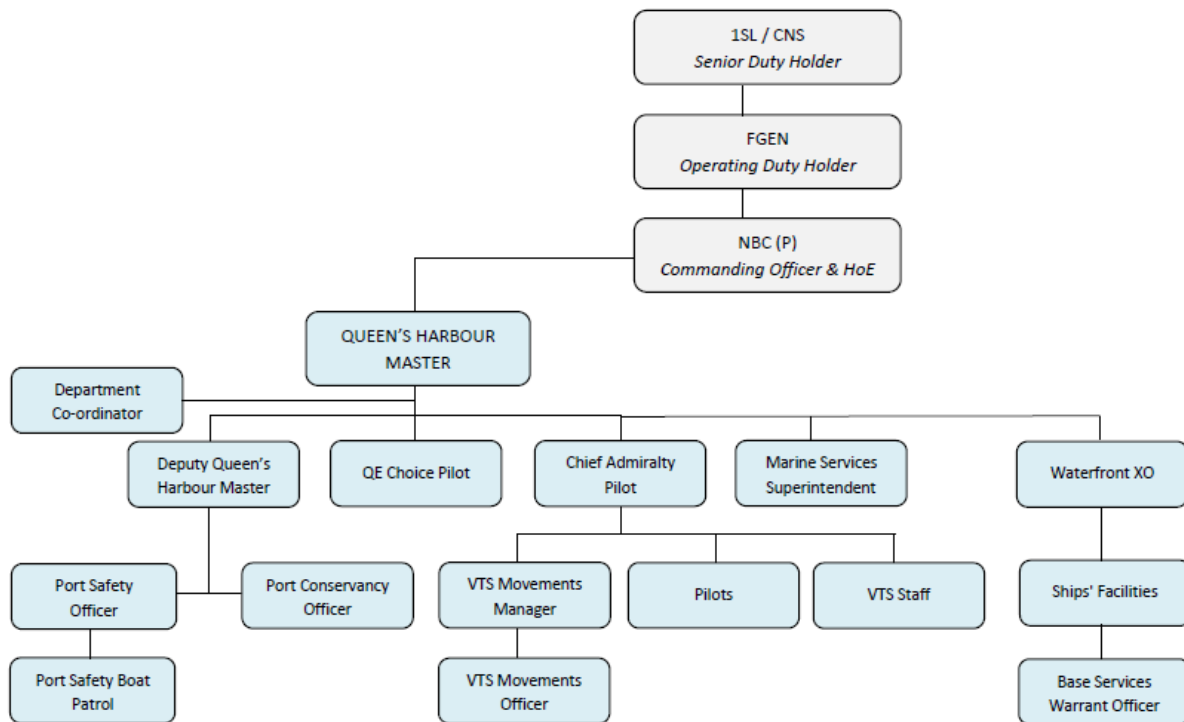 1SL / CNS
Senior Duty Holder
FGEN
Operating Duty Holder
NBC (P)
Commanding Officer & HoE
QUEEN'S HARBOUR
MASTER
Department
Co-ordinator
Deputy Queen's
Harbour Master
QE Choice Pilot
Chief Admiralty
Pilot
Marine Services
Superintendent
Waterfront XO
Port Safety
Officer
Port Conservancy
Officer
VTS Movements
Manager
Pilots
VTS Staff
Ships' Facilities
Port Safety Boat
Patrol
VTS Movements
Officer
Base Services
Warrant Officer